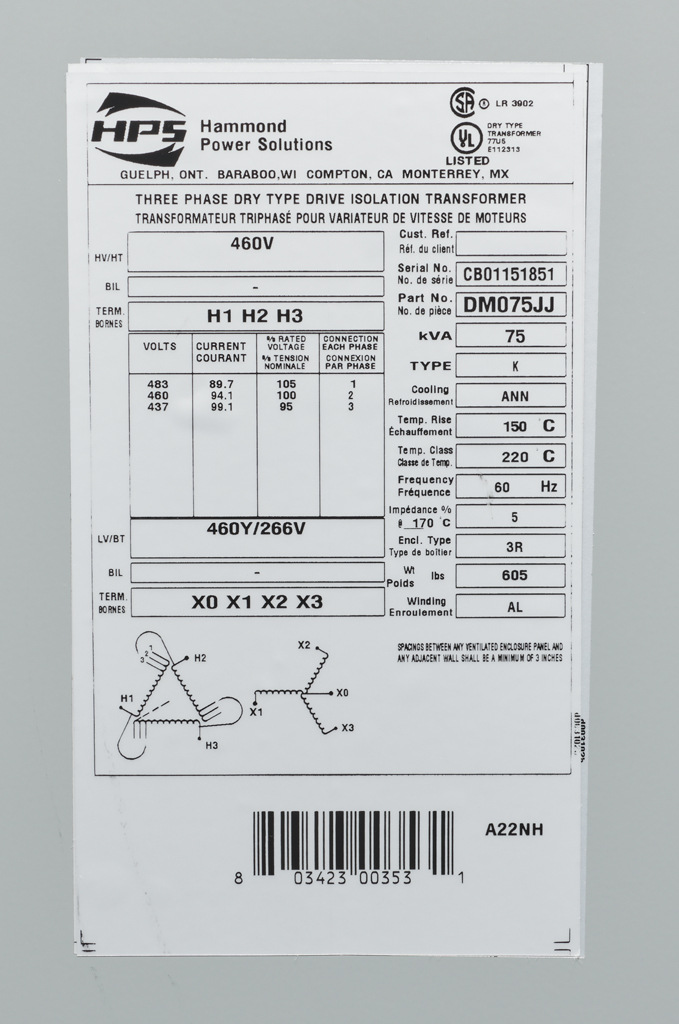 HPS Hammond
Power Solutions
SA LR 3902
UL DRY TYPE
TRANSFORMER
77U5
E112313
LISTED
GUELPH, ONT. BARABOO,WI COMPTON, CA MONTERREY, MX
THREE PHASE DRY TYPE DRIVE ISOLATION TRANSFORMER
TRANSFORMATEUR TRIPHASÉ POUR VARIATEUR DE VITESSE DE MOTEURS
HV/HT 460V
BIL -
TERM. H1 H2 H3
BORNES
VOLTS CURRENT COURANT % RATED VOLTAGE % TENSION NOMINALE CONNECTION EACH PHASE CONNEXION PAR PHASE
483 89.7 105 1
460 94.1 100 2
437 99.1 95 3
LV/BT 460Y/266V
BIL -
TERM. X0 X1 X2 X3
BORNES
Cust. Ref.
Réf. du client
Serial No. CB01151851
No. de série
Part No. DM075JJ
No. de pièce
kVA 75
TYPE K
Cooling ANN
Refroidissement
Temp. Rise 150 C
Échauffement
Temp. Class 220 C
Classe de Temp.
Frequency 60 Hz
Fréquence
Impédance % 5
@ 170 °C
Encl. Type 3R
Type de boîtier
Wt lbs 605
Poids
Winding AL
Enroulement
SPACINGS BETWEEN ANY VENTILATED ENCLOSURE PANEL AND
ANY ADJACENT WALL SHALL BE A MINIMUM OF 3 INCHES
3 2 1
H2
H1
H3
X2
X0
X1
X3
A22NH
8 03423 00353 1